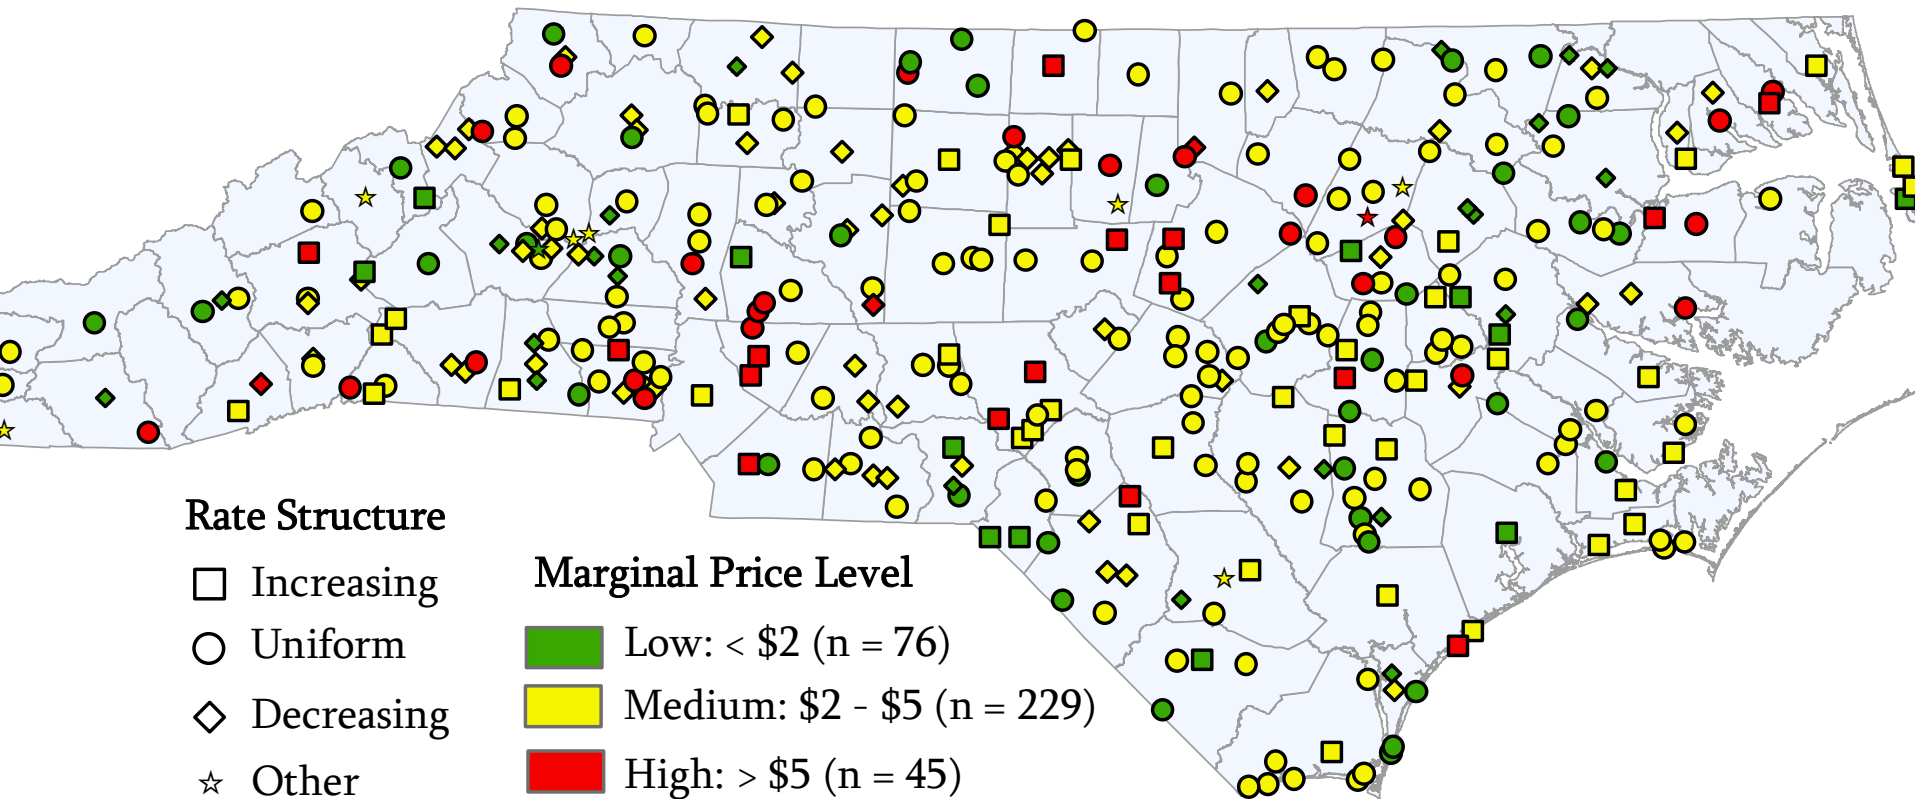 Rate Structure
Increasing
Uniform
Decreasing
Other
Marginal Price Level
Low: < $2 (n = 76)
Medium: $2 - $5 (n = 229)
High: > $5 (n = 45)